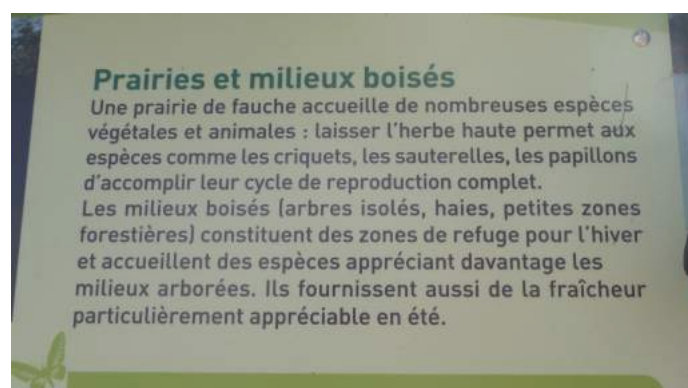 Prairies et milieux boisés
Une prairie de fauche accueille de nombreuses espèces
végétales et animales : laisser l'herbe haute permet aux
espèces comme les criquets, les sauterelles, les papillons
d'accomplir leur cycle de reproduction complet.
Les milieux boisés (arbres isolés, haies, petites zones
forestières) constituent des zones de refuge pour l'hiver
et accueillent des espèces appréciant davantage les
milieux arborées. Ils fournissent aussi de la fraîcheur
particulièrement appréciable en été.